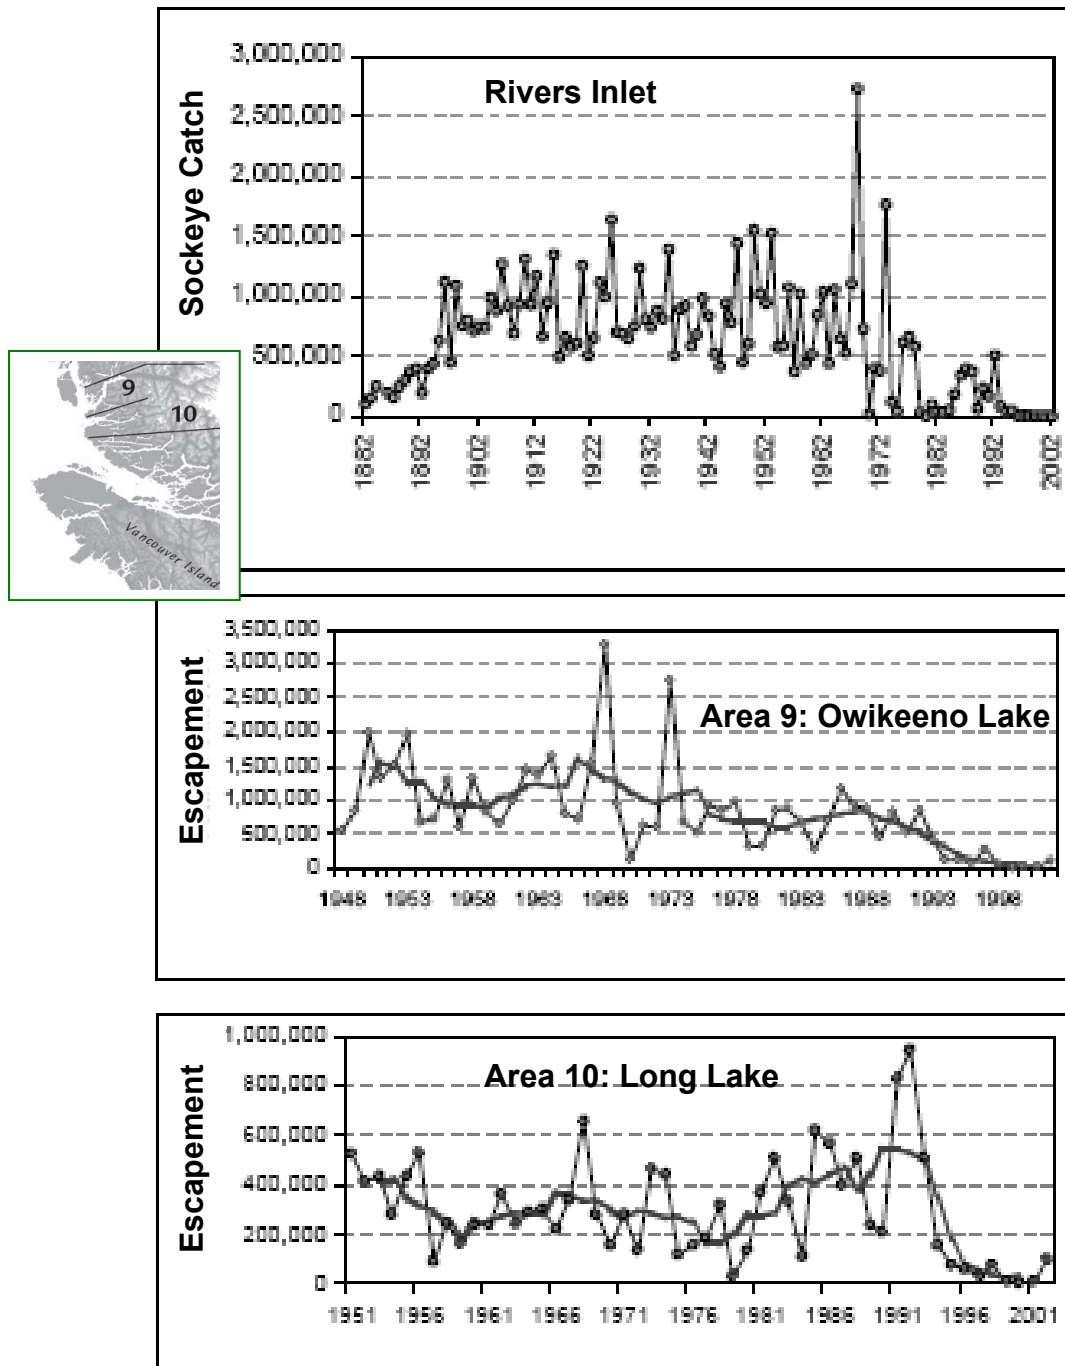 Rivers Inlet
Sockeye Catch
3,000,000
2,500,000
2,000,000
1,500,000
1,000,000
500,000
0
1882 1892 1902 1912 1922 1932 1942 1952 1962 1972 1982 1992 2002
9
10
Vancouver Island
Area 9: Owikeeno Lake
Escapement
3,500,000
3,000,000
2,500,000
2,000,000
1,500,000
1,000,000
500,000
0
1948 1953 1958 1963 1968 1973 1978 1983 1988 1993 1998
Area 10: Long Lake
Escapement
1,000,000
800,000
600,000
400,000
200,000
0
1951 1956 1961 1966 1971 1976 1981 1986 1991 1996 2001